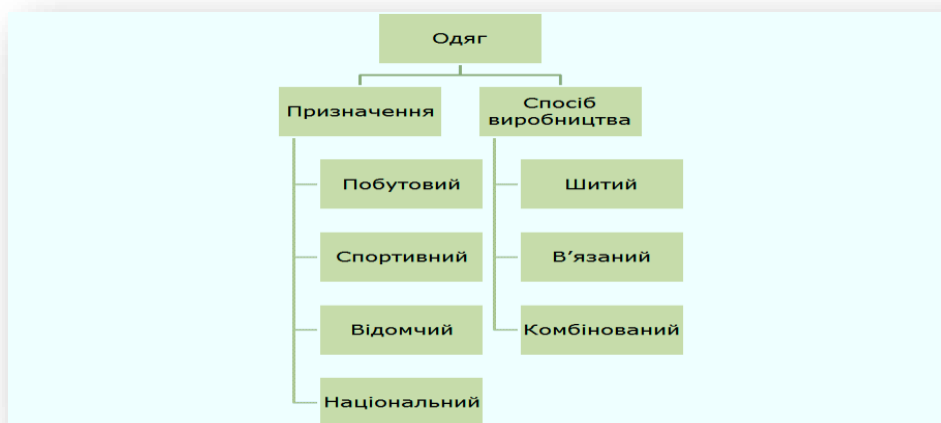 Одяг
Призначення
Спосіб
виробництва
Побутовий
Шитий
Спортивний
В’язаний
Відомчий
Комбінований
Національний